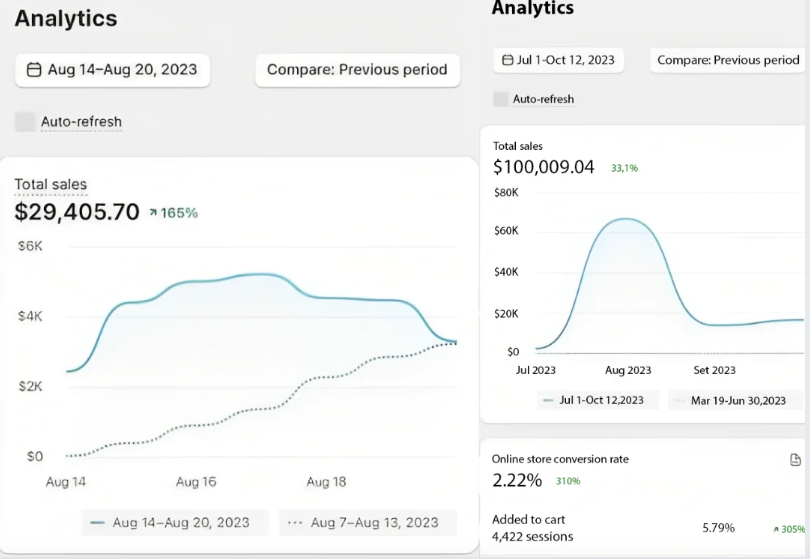 Analytics
Aug 14–Aug 20, 2023
Compare: Previous period
Auto-refresh
Total sales
$29,405.70 165%
$6K
$4K
$2K
$0
Aug 14 Aug 16 Aug 18
Aug 14–Aug 20, 2023 Aug 7–Aug 13, 2023
Analytics
Jul 1-Oct 12, 2023
Compare: Previous period
Auto-refresh
Total sales
$100,009.04 33,1%
$80K
$60K
$40K
$20K
$0
Jul 2023 Aug 2023 Set 2023
Jul 1-Oct 12,2023 Mar 19-Jun 30,2023
Online store conversion rate
2.22% 310%
Added to cart
4,422 sessions
5.79% 305%